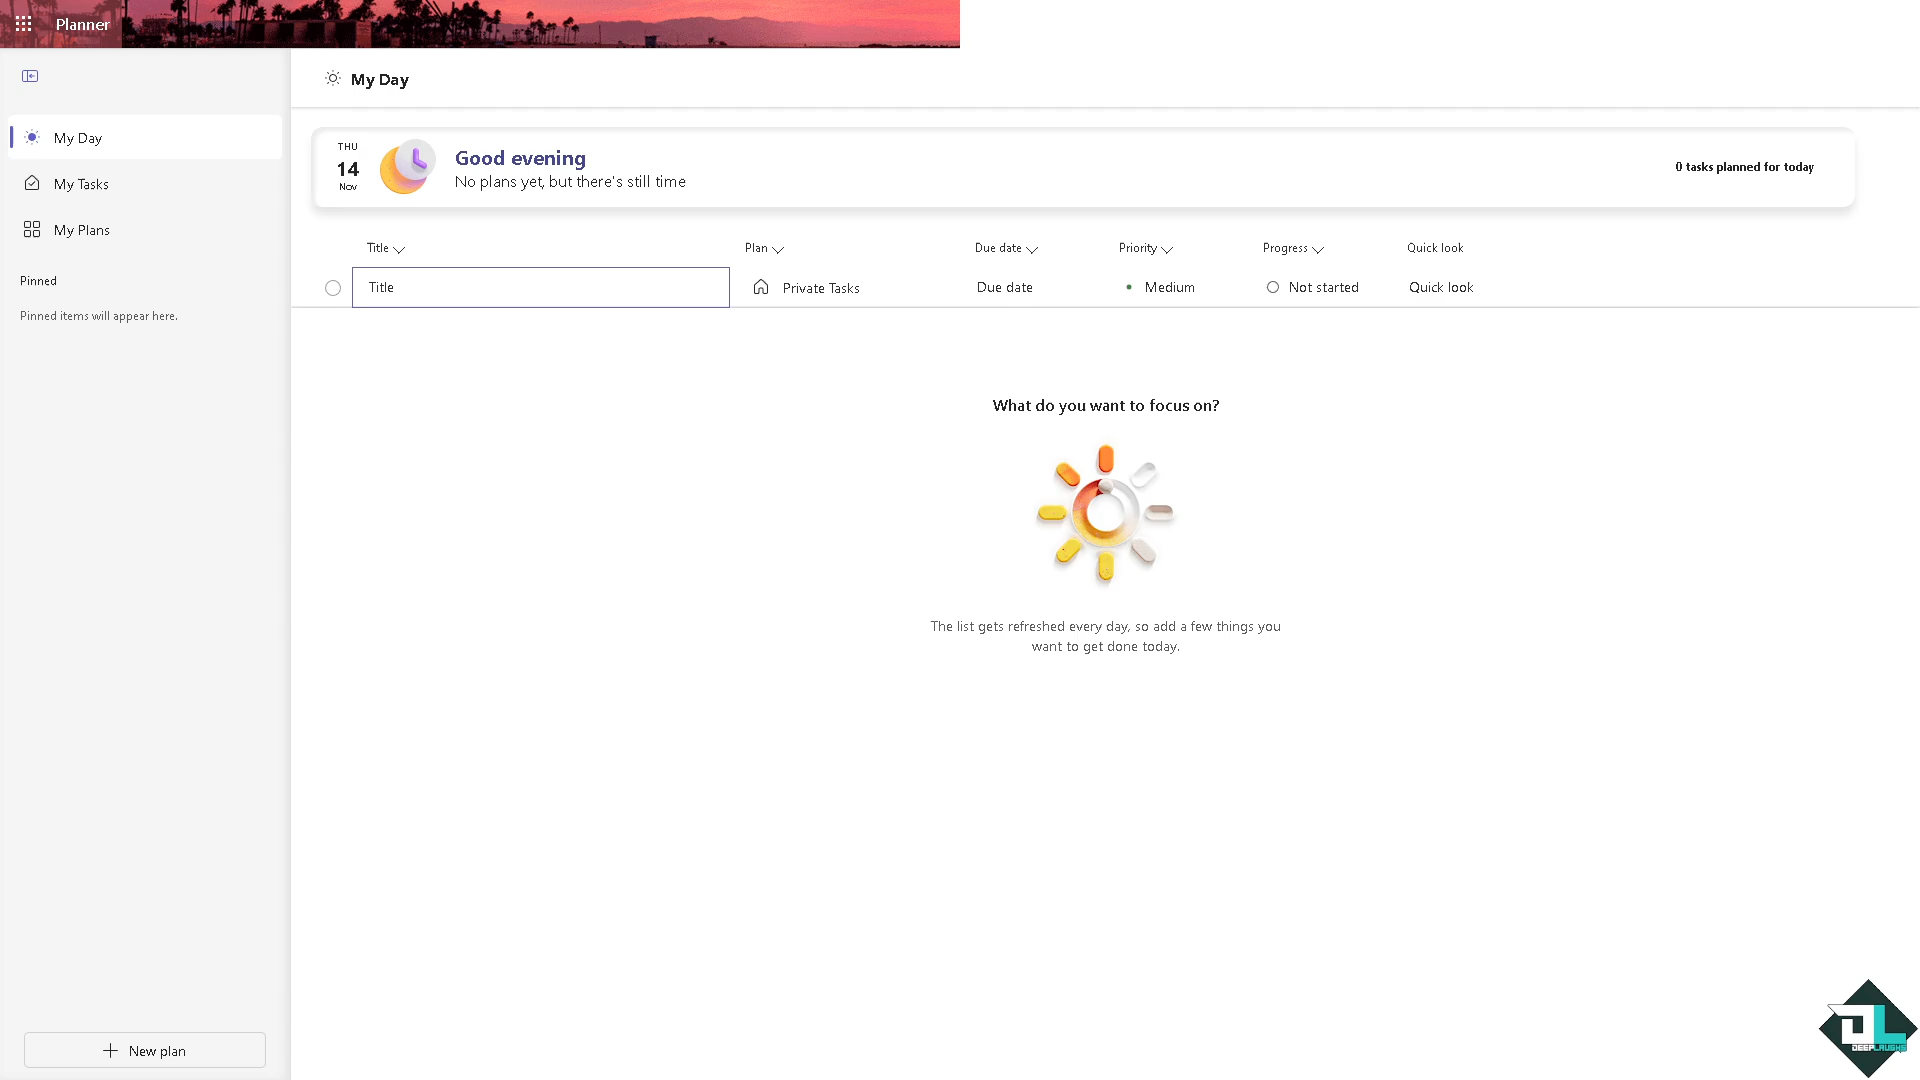 Planner
My Day
My Day
My Tasks
My Plans
Pinned
Pinned items will appear here.
New plan
THU
14
Nov
Good evening
No plans yet, but there's still time
0 tasks planned for today
Title Plan Due date Priority Progress Quick look
Title Private Tasks Due date Medium Not started Quick look
What do you want to focus on?
The list gets refreshed every day, so add a few things you
want to get done today.
DEEPLAUGHS